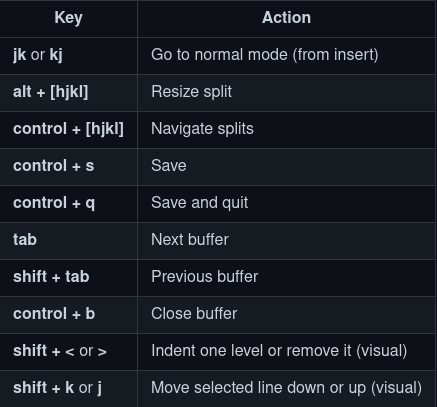 Key Action
jk or kj Go to normal mode (from insert)
alt + [hjkl] Resize split
control + [hjkl] Navigate splits
control + s Save
control + q Save and quit
tab Next buffer
shift + tab Previous buffer
control + b Close buffer
shift + < or > Indent one level or remove it (visual)
shift + k or j Move selected line down or up (visual)